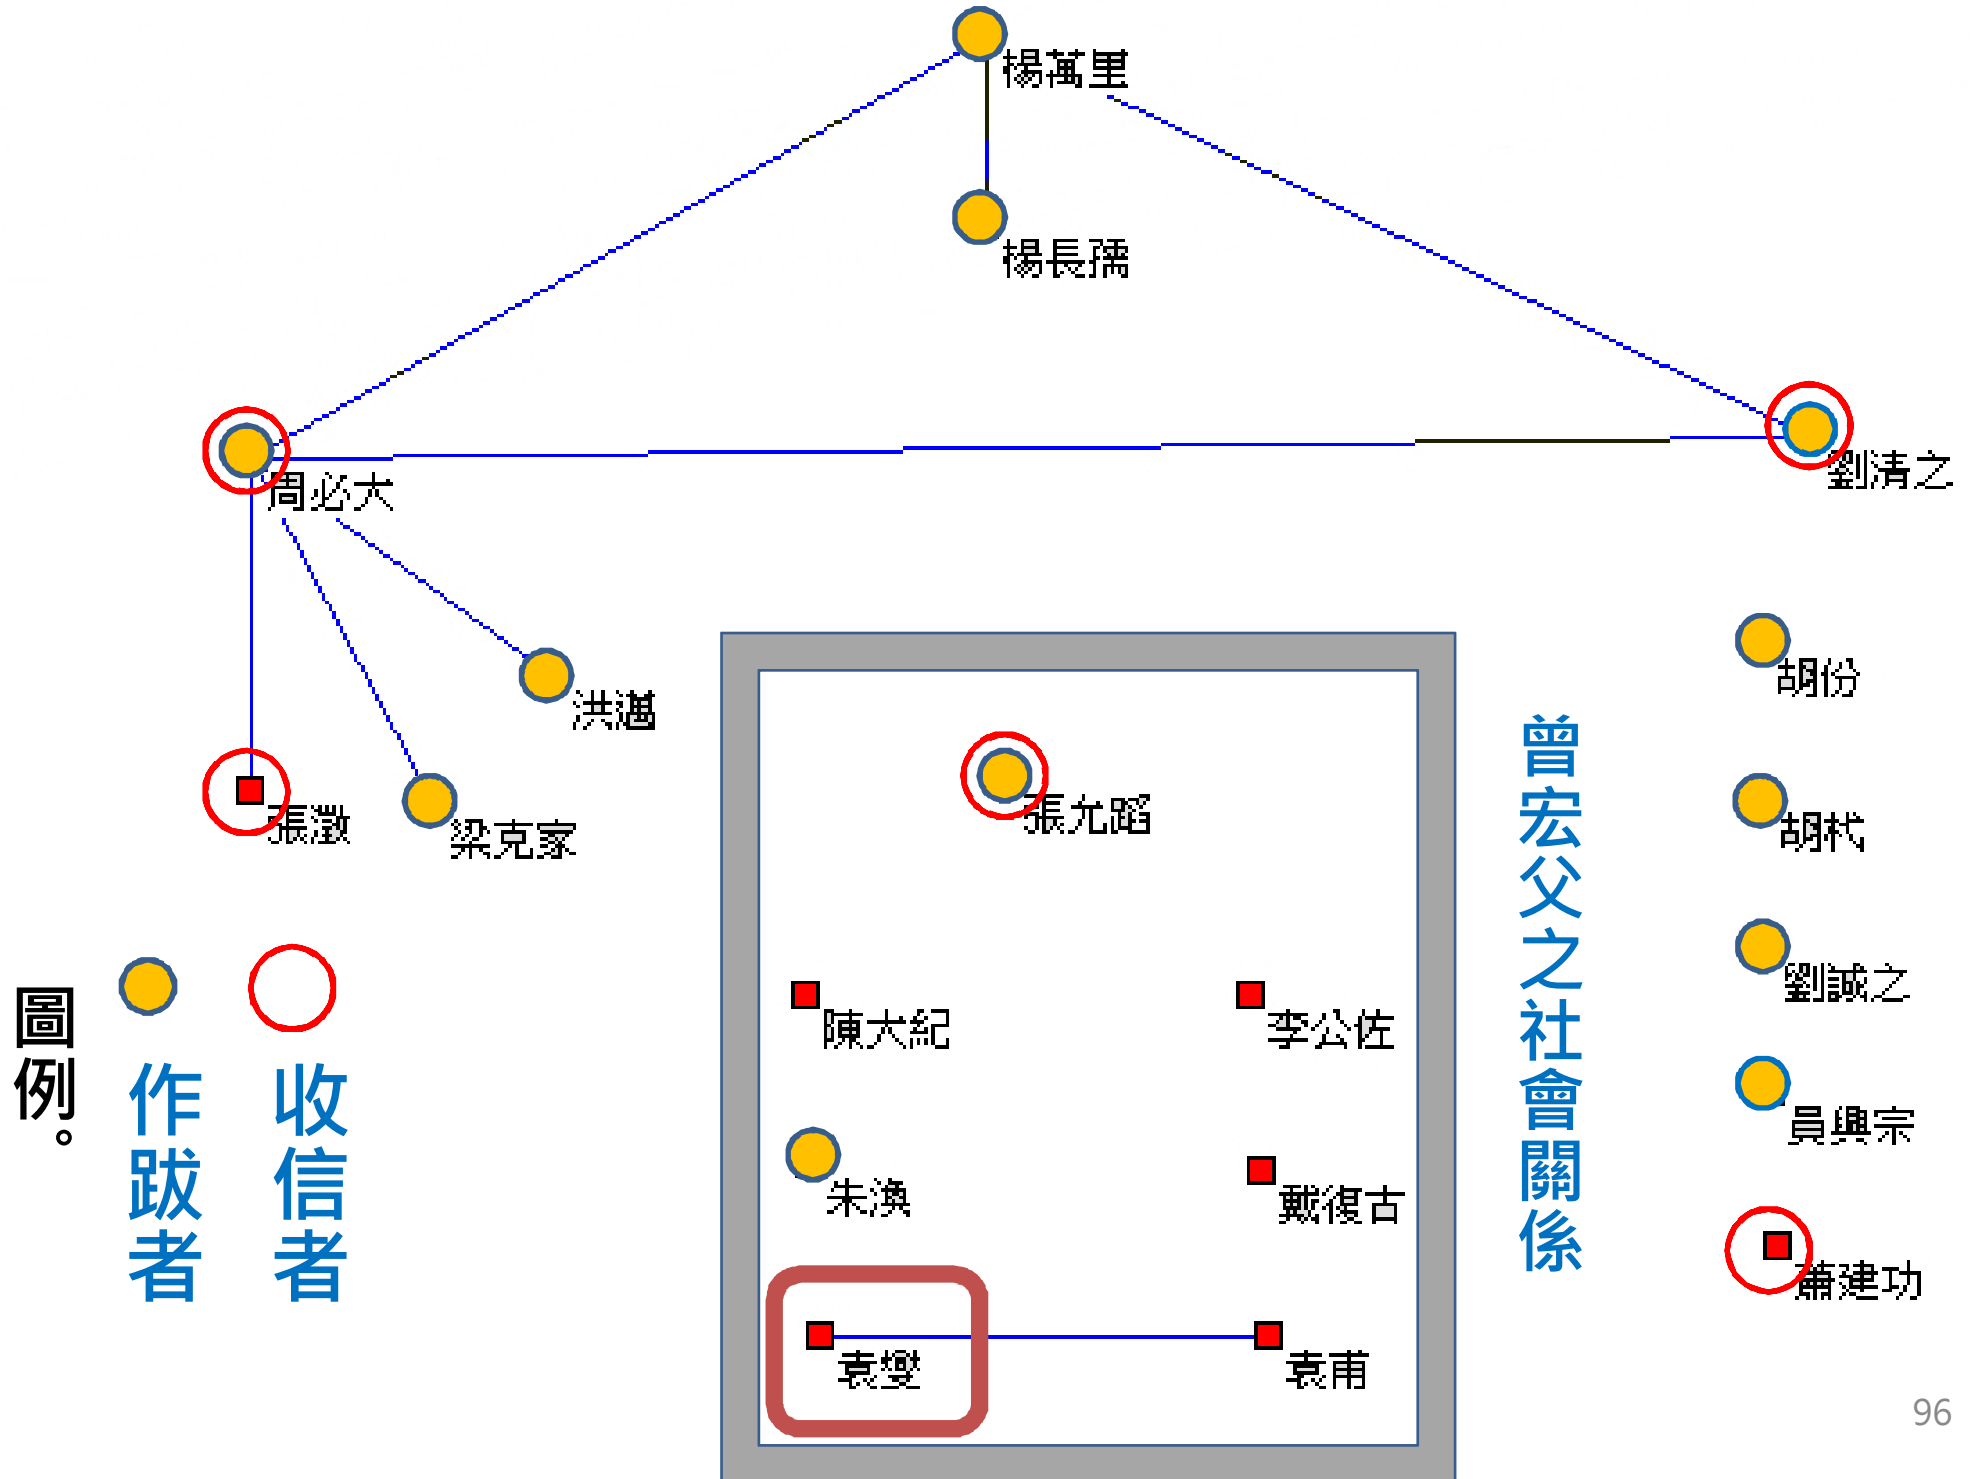 楊萬里
楊長孺
周必大
劉清之
洪邁
張澂
梁克家
胡份
張允蹈
胡栻
劉誠之
陳大紀
李公佐
員興宗
朱渙
戴復古
蕭建功
袁燮
袁甫
曾宏父之社會關係
圖例。
作跋者
收信者
96